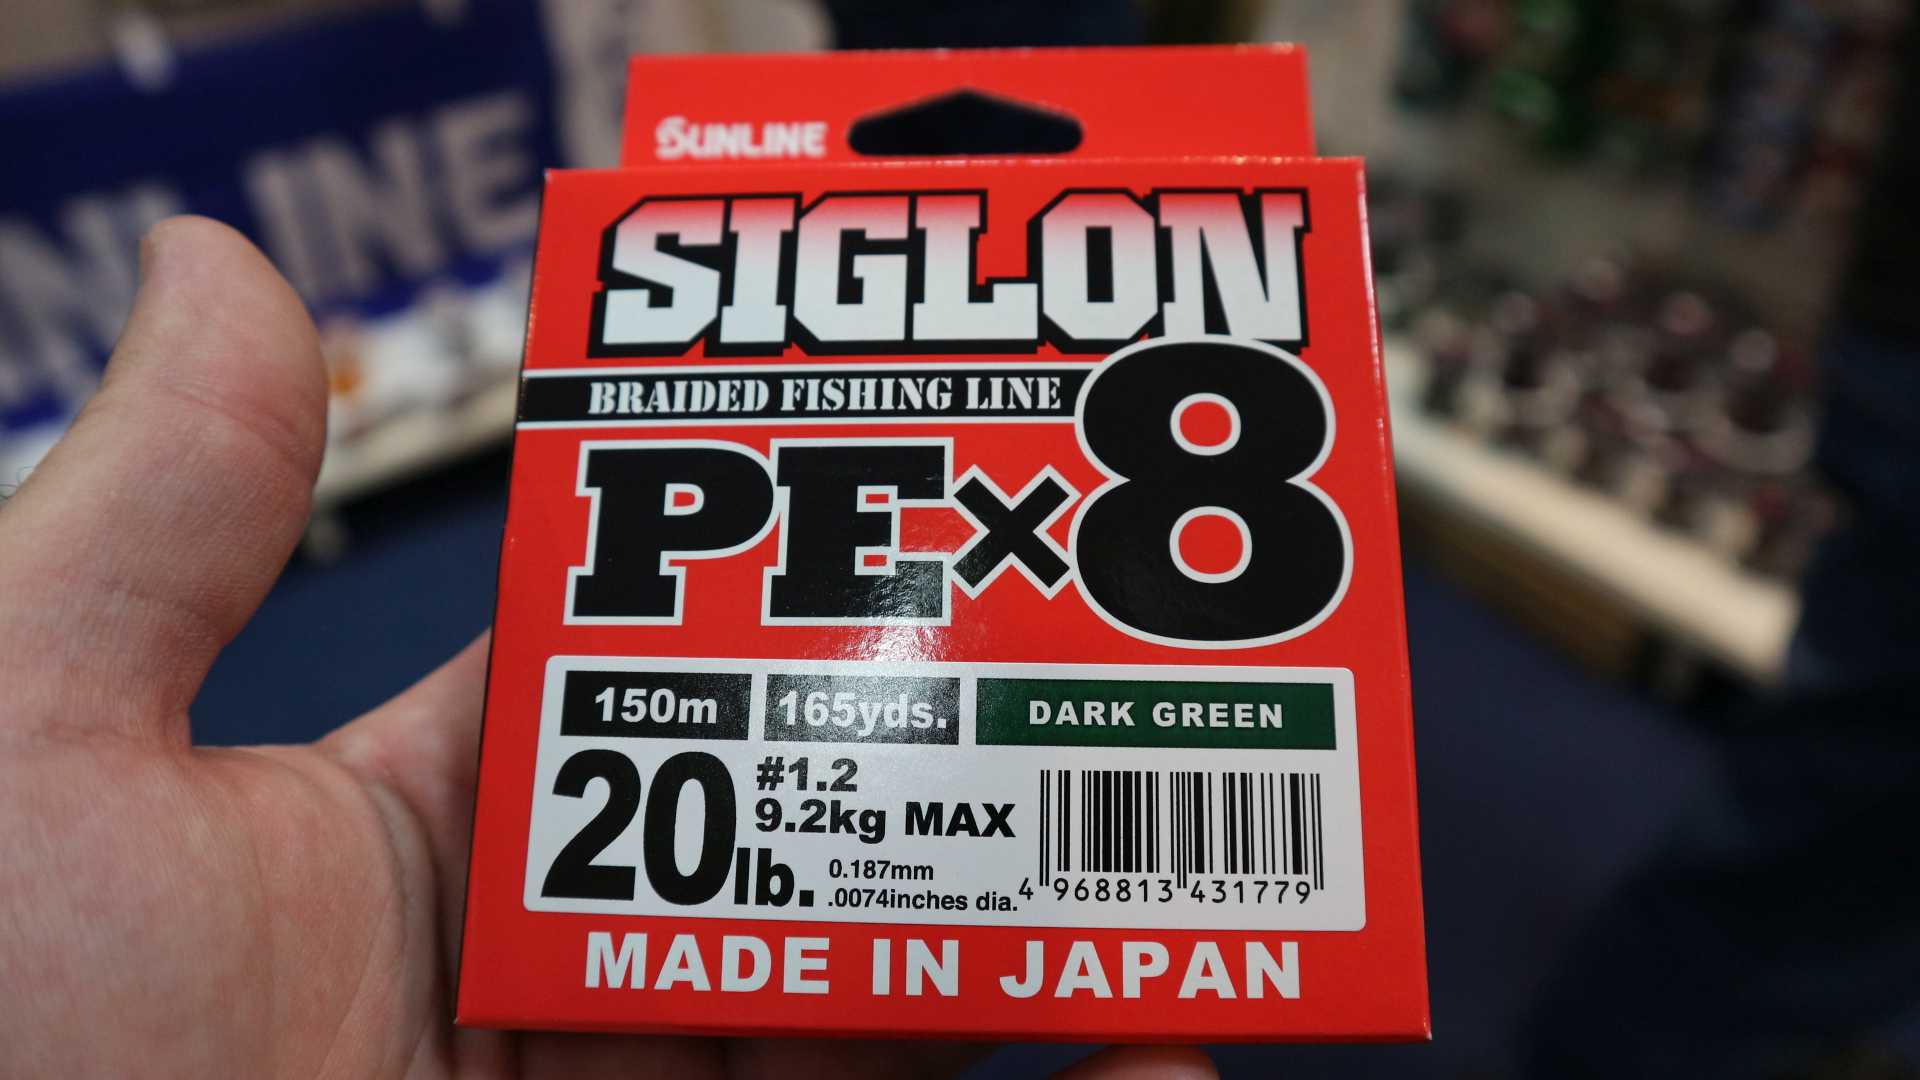 NLINE
SUNLINE
SIGLON
BRAIDED FISHING LINE
PE×8
150m 165yds. DARK GREEN
20lb.
#1.2
9.2kg MAX
0.187mm
.0074inches dia.
4 968813 431779
MADE IN JAPAN